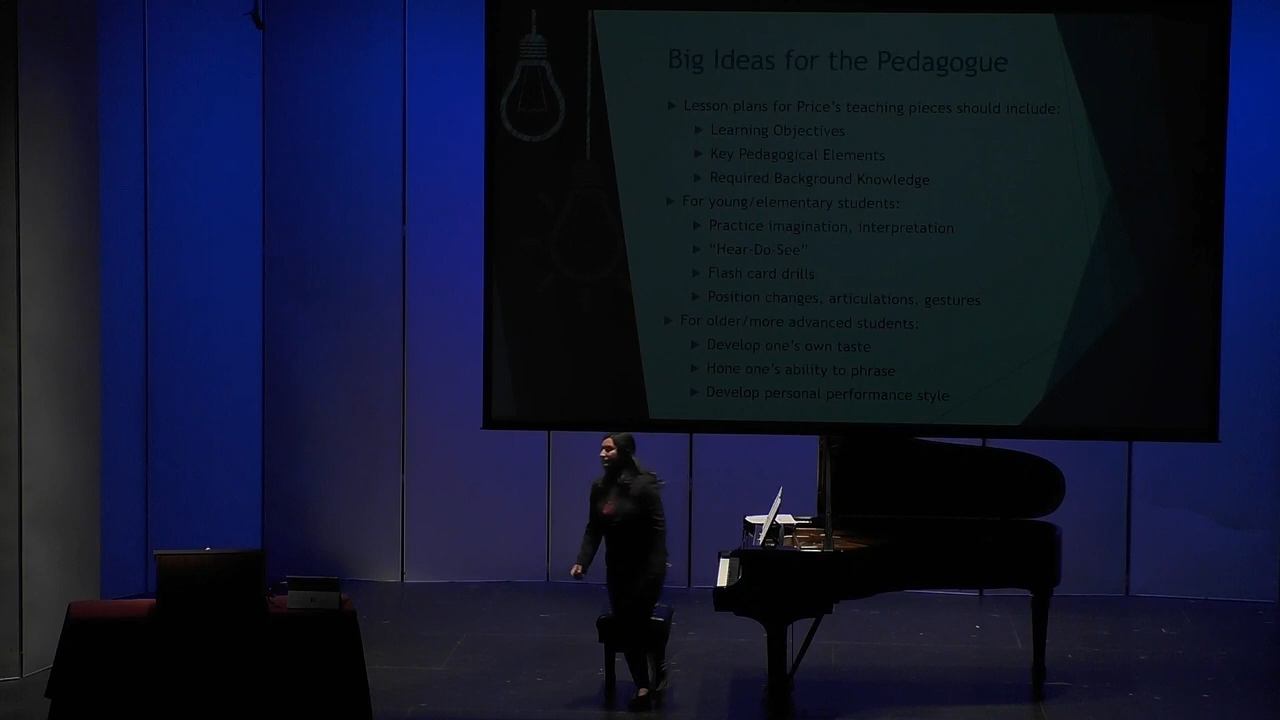 Big Ideas for the Pedagogue
Lesson plans for Price's teaching pieces should include:
Learning Objectives
Key Pedagogical Elements
Required Background Knowledge
For young/elementary students:
Practice imagination, interpretation
"Hear-Do-See"
Flash card drills
Position changes, articulations, gestures
For older/more advanced students:
Develop one's own taste
Hone one's ability to phrase
Develop personal performance style